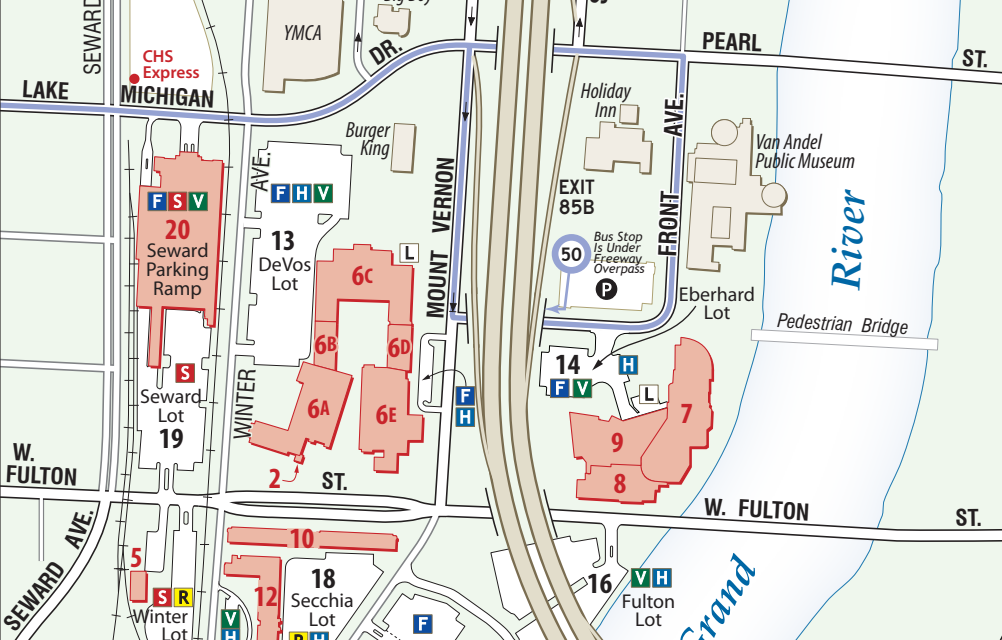 SEWARD
YMCA
DR.
PEARL
ST.
CHS
Express
LAKE
MICHIGAN
Holiday
Inn
Burger
King
AVE.
AVE.
Van Andel
Public Museum
F S V
20
Seward
Parking
Ramp
F H V
13
DeVos
Lot
MOUNT VERNON
EXIT
85B
FRONT
River
50
Bus Stop
Is Under
Freeway
Overpass
P
L
6C
6B
6D
6A
6E
2
Eberhard
Lot
Pedestrian Bridge
14
F V
H
L
F
H
7
9
8
S
Seward
Lot
19
WINTER
W.
FULTON
ST.
W. FULTON
ST.
SEWARD AVE.
5
10
12
S R
Winter
Lot
V
H
18
Secchia
Lot
R H
F
16
V H
Fulton
Lot
Grand